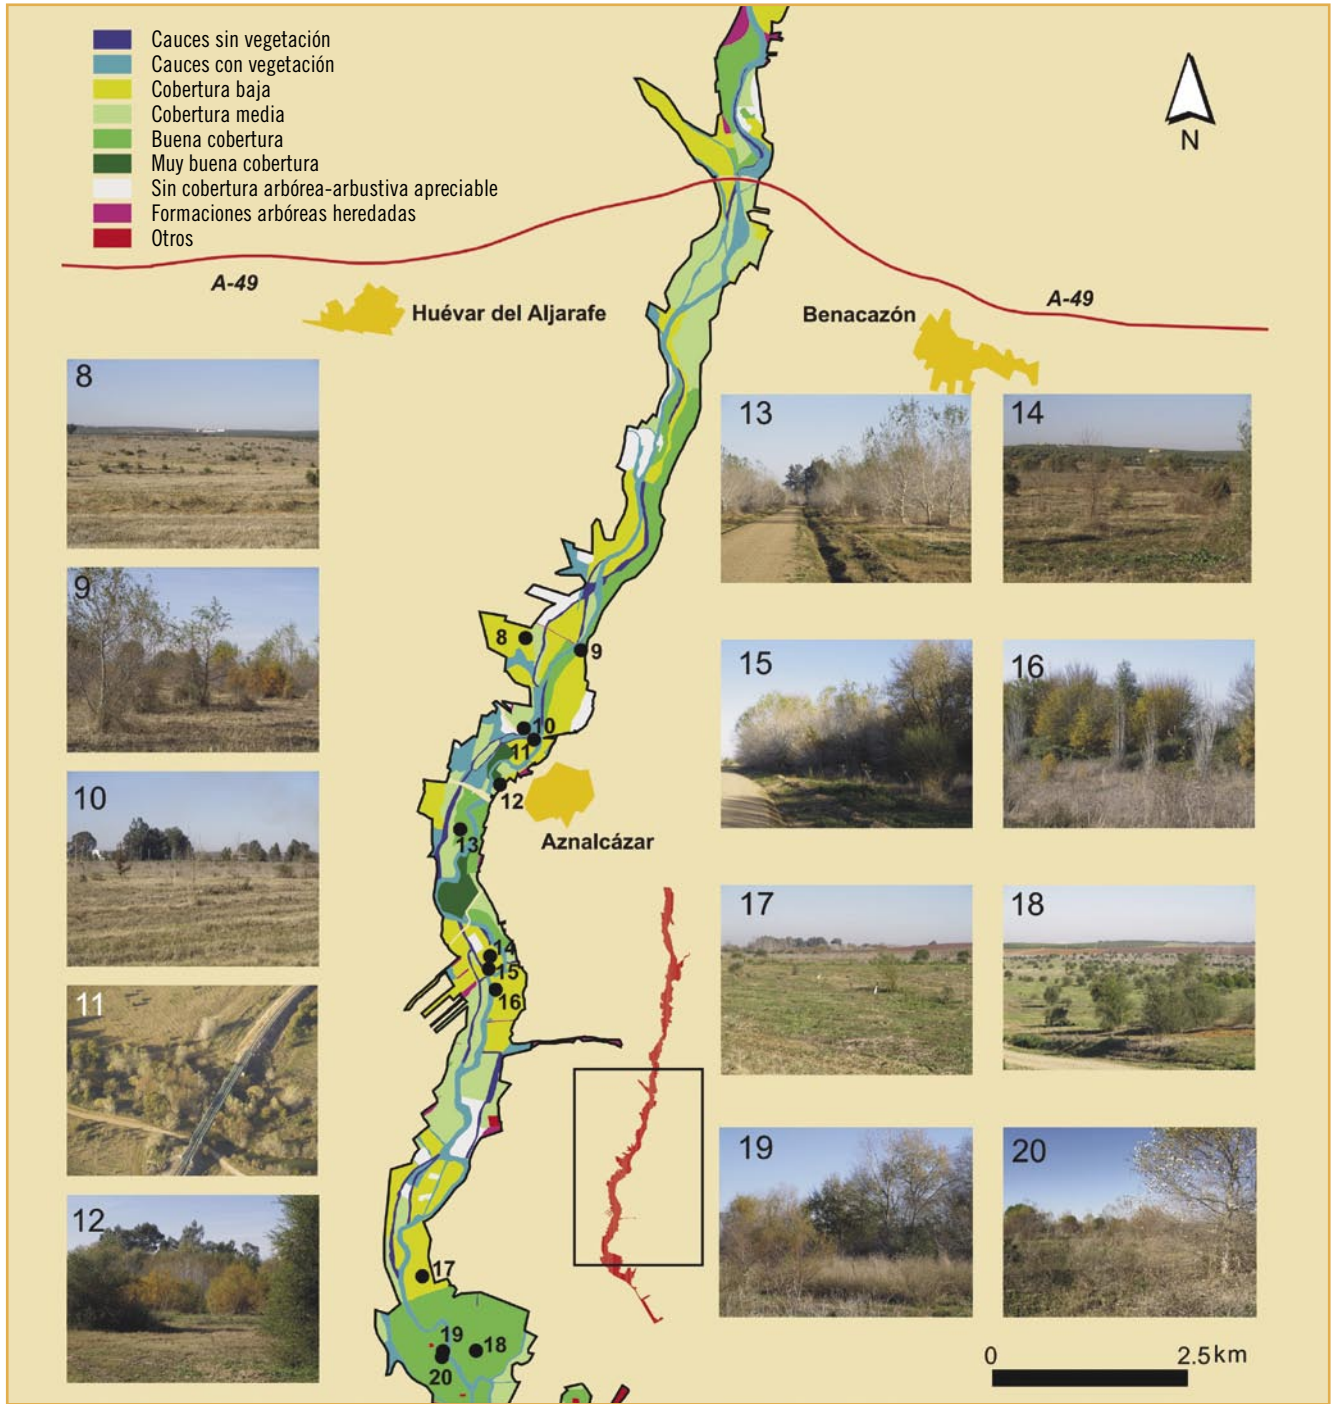 Cauces sin vegetación
Cauces con vegetación
Cobertura baja
Cobertura media
Buena cobertura
Muy buena cobertura
Sin cobertura arbórea-arbustiva apreciable
Formaciones arbóreas heredadas
Otros
N
A-49
A-49
Huévar del Aljarafe
Benacazón
8
9
10
11
12
13
14
15
16
17
18
19
20
8
9
10
11
12
Aznalcázar
13
14
15
16
17
19
18
20
0 2.5km